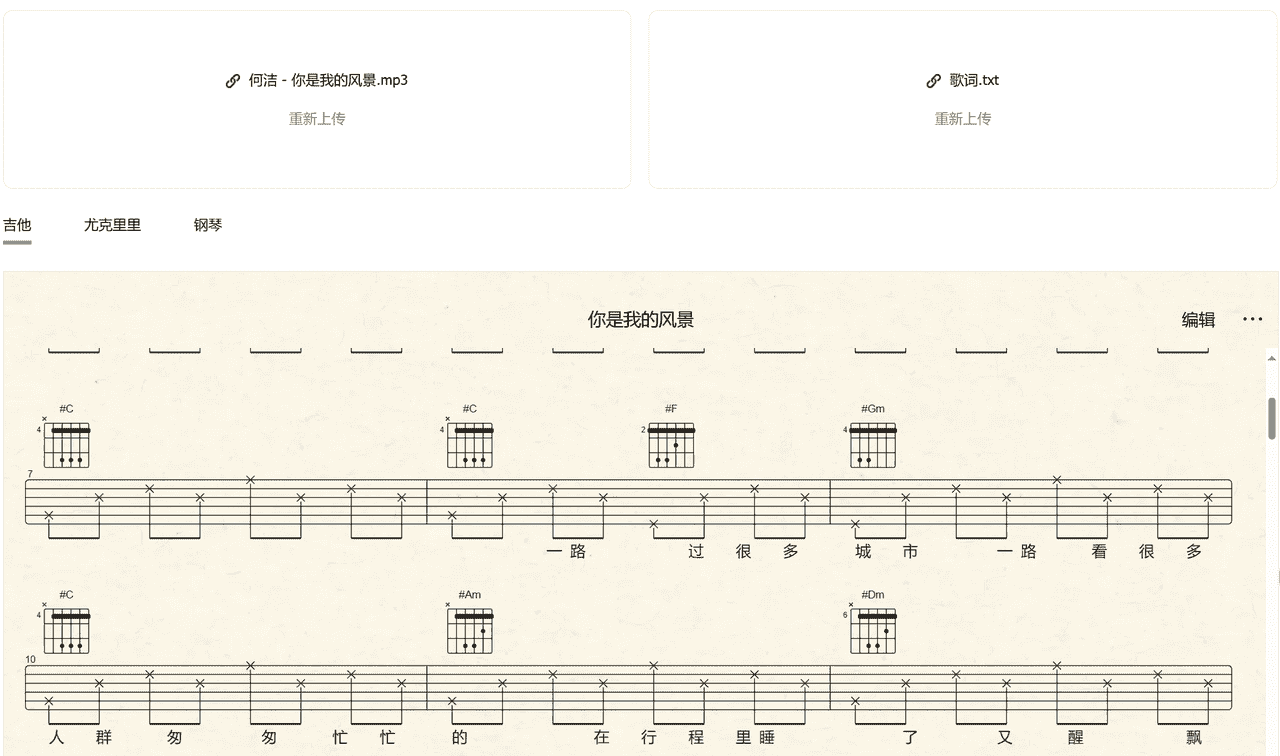 何洁 - 你是我的风景.mp3
重新上传
歌词.txt
重新上传
吉他 尤克里里 钢琴
你是我的风景
编辑 ···
#C #C #F #Gm
4 4 2 4
7
一 路 过 很 多 城 市 一 路 看 很 多
#C #Am #Dm
4 6
10
人 群 匆 匆 忙 忙 的 在 行 程 里 睡 了 又 醒 飘